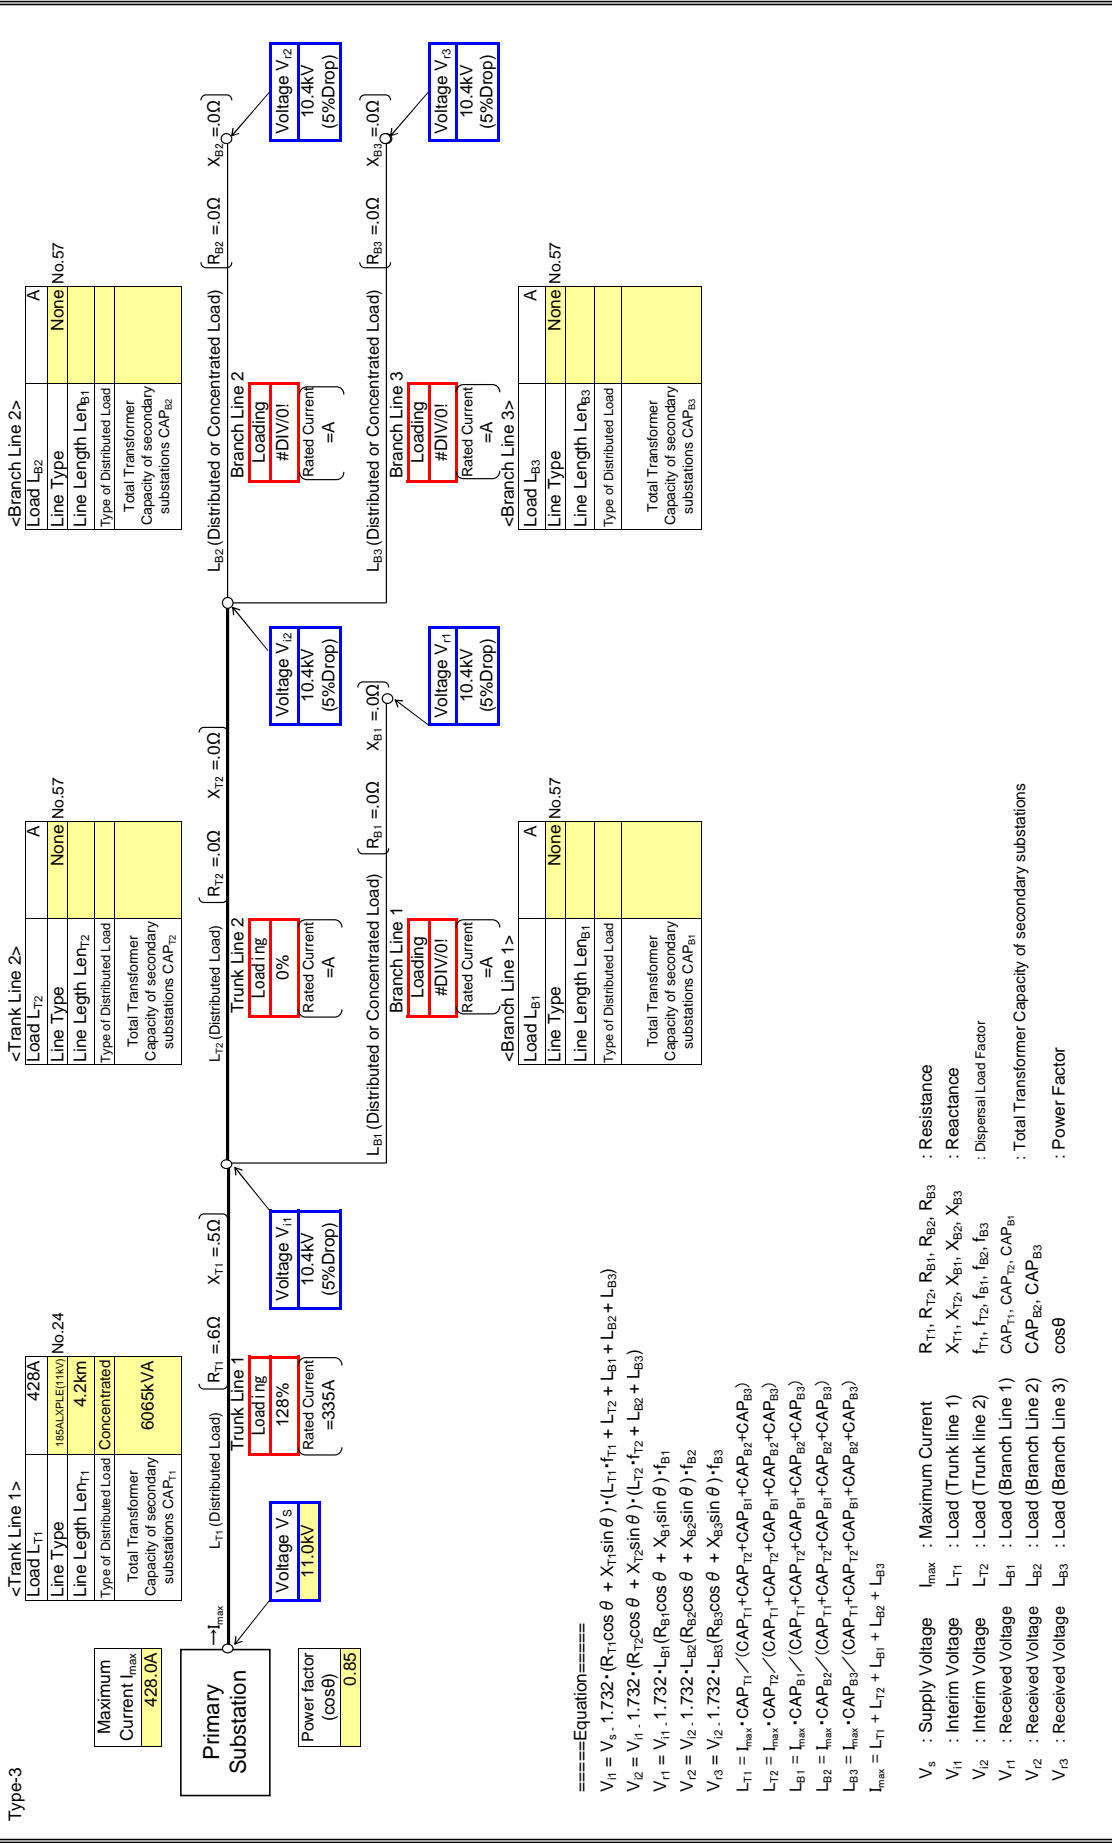 Type-3
Maximum
Current Imax
428.0A
Primary
Substation
Power factor
(cosθ)
0.85
→Imax
Voltage VS
11.0kV
<Trank Line 1>
Load LT1 428A
Line Type 185ALXPLE(11kV) No.24
Line Legth LenT1 4.2km
Type of Distributed Load Concentrated
Total Transformer
Capacity of secondary
substations CAPT1
6065kVA
LT1 (Distributed Load)
RT1 =.6Ω XT1 =.5Ω
Trunk Line 1
Loading
128%
Rated Current
=335A
Voltage Vi1
10.4kV
(5%Drop)
<Trank Line 2>
Load LT2 A
Line Type None No.57
Line Length LenT2
Type of Distributed Load
Total Transformer
Capacity of secondary
substations CAPT2
LT2 (Distributed Load)
RT2 =.0Ω XT2 =.0Ω
Trunk Line 2
Loading
0%
Rated Current
=A
Voltage Vi2
10.4kV
(5%Drop)
LB1 (Distributed or Concentrated Load)
RB1 =.0Ω XB1 =.0Ω
Branch Line 1
Loading
#DIV/0!
Rated Current
=A
Voltage Vr1
10.4kV
(5%Drop)
<Branch Line 1>
Load LB1 A
Line Type None No.57
Line Length LenB1
Type of Distributed Load
Total Transformer
Capacity of secondary
substations CAPB1
<Branch Line 2>
Load LB2 A
Line Type None No.57
Line Length LenB1
Type of Distributed Load
Total Transformer
Capacity of secondary
substations CAPB2
LB2 (Distributed or Concentrated Load)
RB2 =.0Ω XB2 =.0Ω
Branch Line 2
Loading
#DIV/0!
Rated Current
=A
Voltage Vr2
10.4kV
(5%Drop)
LB3 (Distributed or Concentrated Load)
RB3 =.0Ω XB3 =.0Ω
Branch Line 3
Loading
#DIV/0!
Rated Current
=A
Voltage Vr3
10.4kV
(5%Drop)
<Branch Line 3>
Load LB3 A
Line Type None No.57
Line Length LenB3
Type of Distributed Load
Total Transformer
Capacity of secondary
substations CAPB3
=====Equation=====
Vi1 = Vs - 1.732・(RT1cos θ + XT1sin θ)・(LT1・fT1 + LT2 + LB1 + LB2 + LB3)
Vi2 = Vi1 - 1.732・(RT2cos θ + XT2sin θ)・(LT2・fT2 + LB2 + LB3)
Vr1 = Vi1 - 1.732・LB1(RB1cos θ + XB1sin θ)・fB1
Vr2 = Vi2 - 1.732・LB2(RB2cos θ + XB2sin θ)・fB2
Vr3 = Vi2 - 1.732・LB3(RB3cos θ + XB3sin θ)・fB3
LT1 = Imax・CAPT1／(CAPT1+CAPT2+CAPB1+CAPB2+CAPB3)
LT2 = Imax・CAPT2／(CAPT1+CAPT2+CAPB1+CAPB2+CAPB3)
LB1 = Imax・CAPB1／(CAPT1+CAPT2+CAPB1+CAPB2+CAPB3)
LB2 = Imax・CAPB2／(CAPT1+CAPT2+CAPB1+CAPB2+CAPB3)
LB3 = Imax・CAPB3／(CAPT1+CAPT2+CAPB1+CAPB2+CAPB3)
Imax = LT1 + LT2 + LB1 + LB2 + LB3
Vs : Supply Voltage Imax : Maximum Current RT1, RT2, RB1, RB2, RB3 : Resistance
Vi1 : Interim Voltage LT1 : Load (Trunk line 1) XT1, XT2, XB1, XB2, XB3 : Reactance
Vi2 : Interim Voltage LT2 : Load (Trunk line 2) fT1, fT2, fB1, fB2, fB3 : Dispersal Load Factor
Vr1 : Received Voltage LB1 : Load (Branch Line 1) CAPT1, CAPT2, CAPB1 : Total Transformer Capacity of secondary substations
Vr2 : Received Voltage LB2 : Load (Branch Line 2) CAPB2, CAPB3
Vr3 : Received Voltage LB3 : Load (Branch Line 3) cosθ : Power Factor